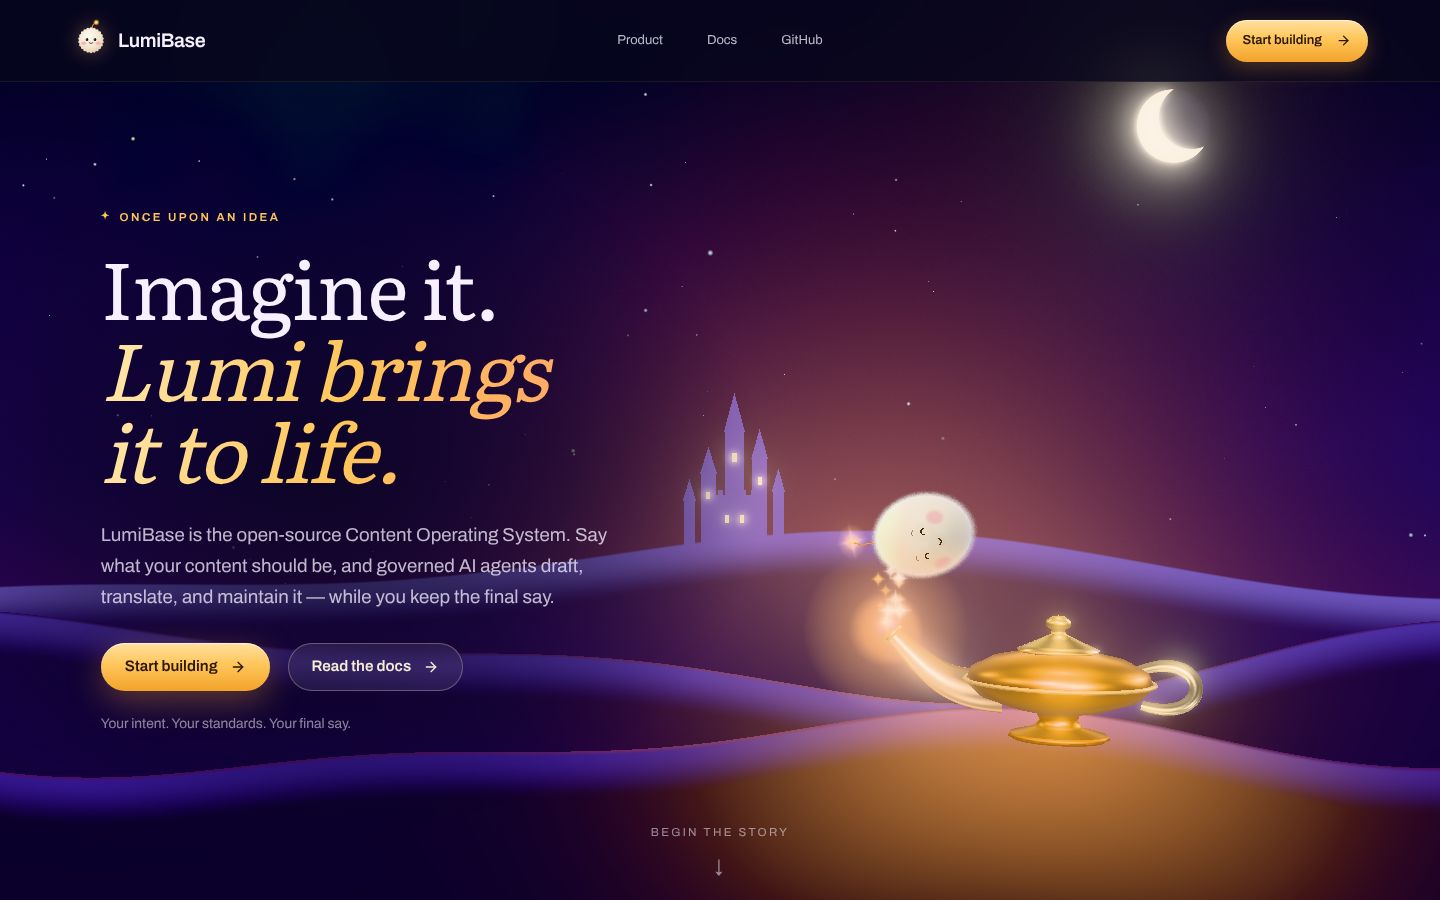 LumiBase
Product
Docs
GitHub
Start building
ONCE UPON AN IDEA
Imagine it.
Lumi brings
it to life.
LumiBase is the open-source Content Operating System. Say
what your content should be, and governed AI agents draft,
translate, and maintain it — while you keep the final say.
Start building
Read the docs
Your intent. Your standards. Your final say.
BEGIN THE STORY